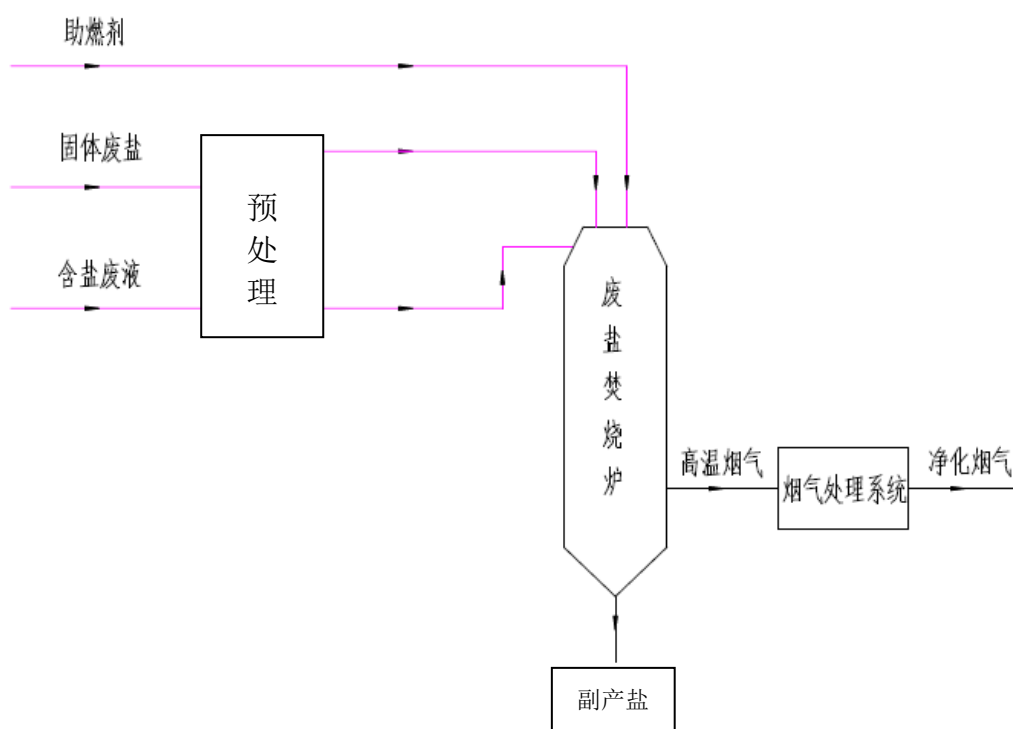 助燃剂
固体废盐
预处理
含盐废液
废盐焚烧炉
高温烟气
烟气处理系统
净化烟气
副产盐